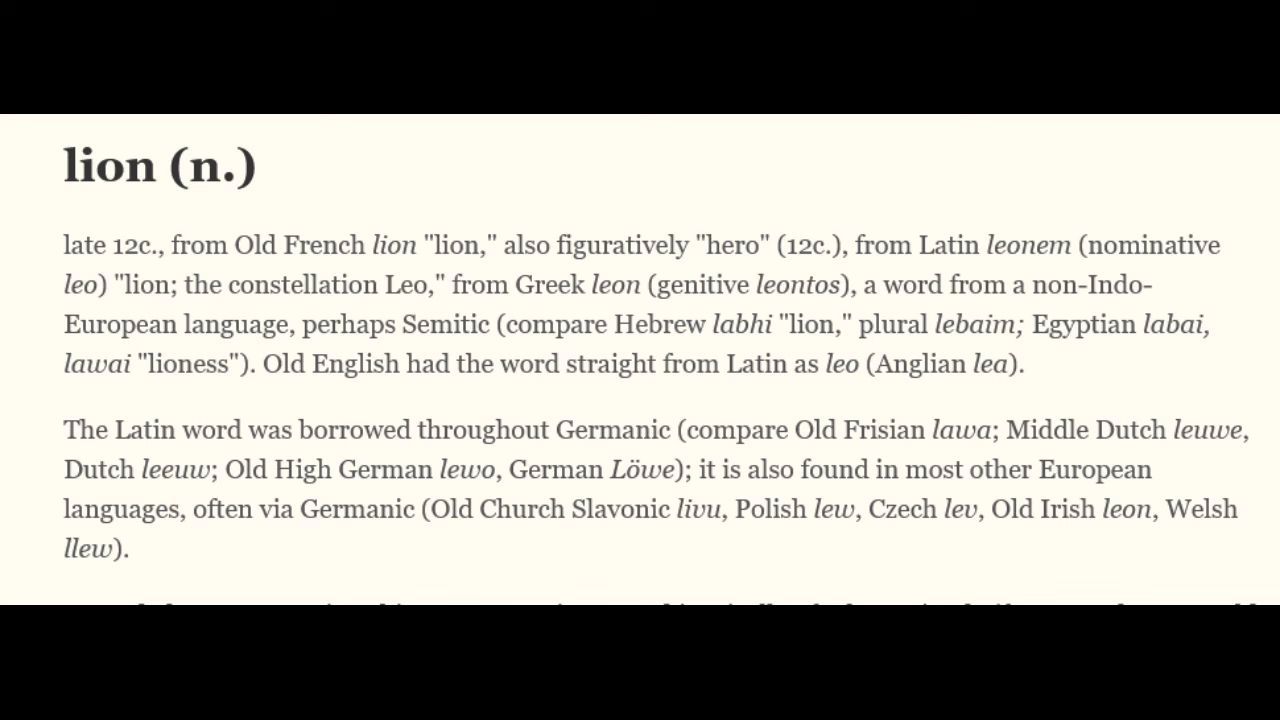 lion (n.)
late 12c., from Old French lion "lion," also figuratively "hero" (12c.), from Latin leonem (nominative
leo) "lion; the constellation Leo," from Greek leon (genitive leontos), a word from a non-Indo-
European language, perhaps Semitic (compare Hebrew labhi "lion," plural lebaim; Egyptian labai,
lawai "lioness"). Old English had the word straight from Latin as leo (Anglian lea).
The Latin word was borrowed throughout Germanic (compare Old Frisian lawa; Middle Dutch leuwe,
Dutch leeuw; Old High German lewo, German Löwe); it is also found in most other European
languages, often via Germanic (Old Church Slavonic livu, Polish lew, Czech lev, Old Irish leon, Welsh
llew).